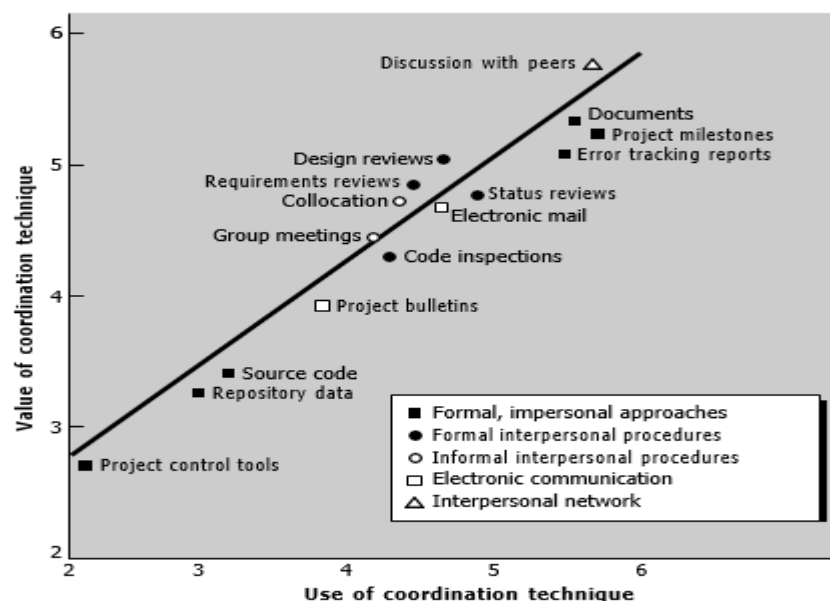 Value of coordination technique
6
5
4
3
2
Discussion with peers
Documents
Project milestones
Error tracking reports
Design reviews
Requirements reviews
Collocation
Status reviews
Electronic mail
Group meetings
Code inspections
Project bulletins
Source code
Repository data
Project control tools
Formal, impersonal approaches
Formal interpersonal procedures
Informal interpersonal procedures
Electronic communication
Interpersonal network
2 3 4 5 6
Use of coordination technique